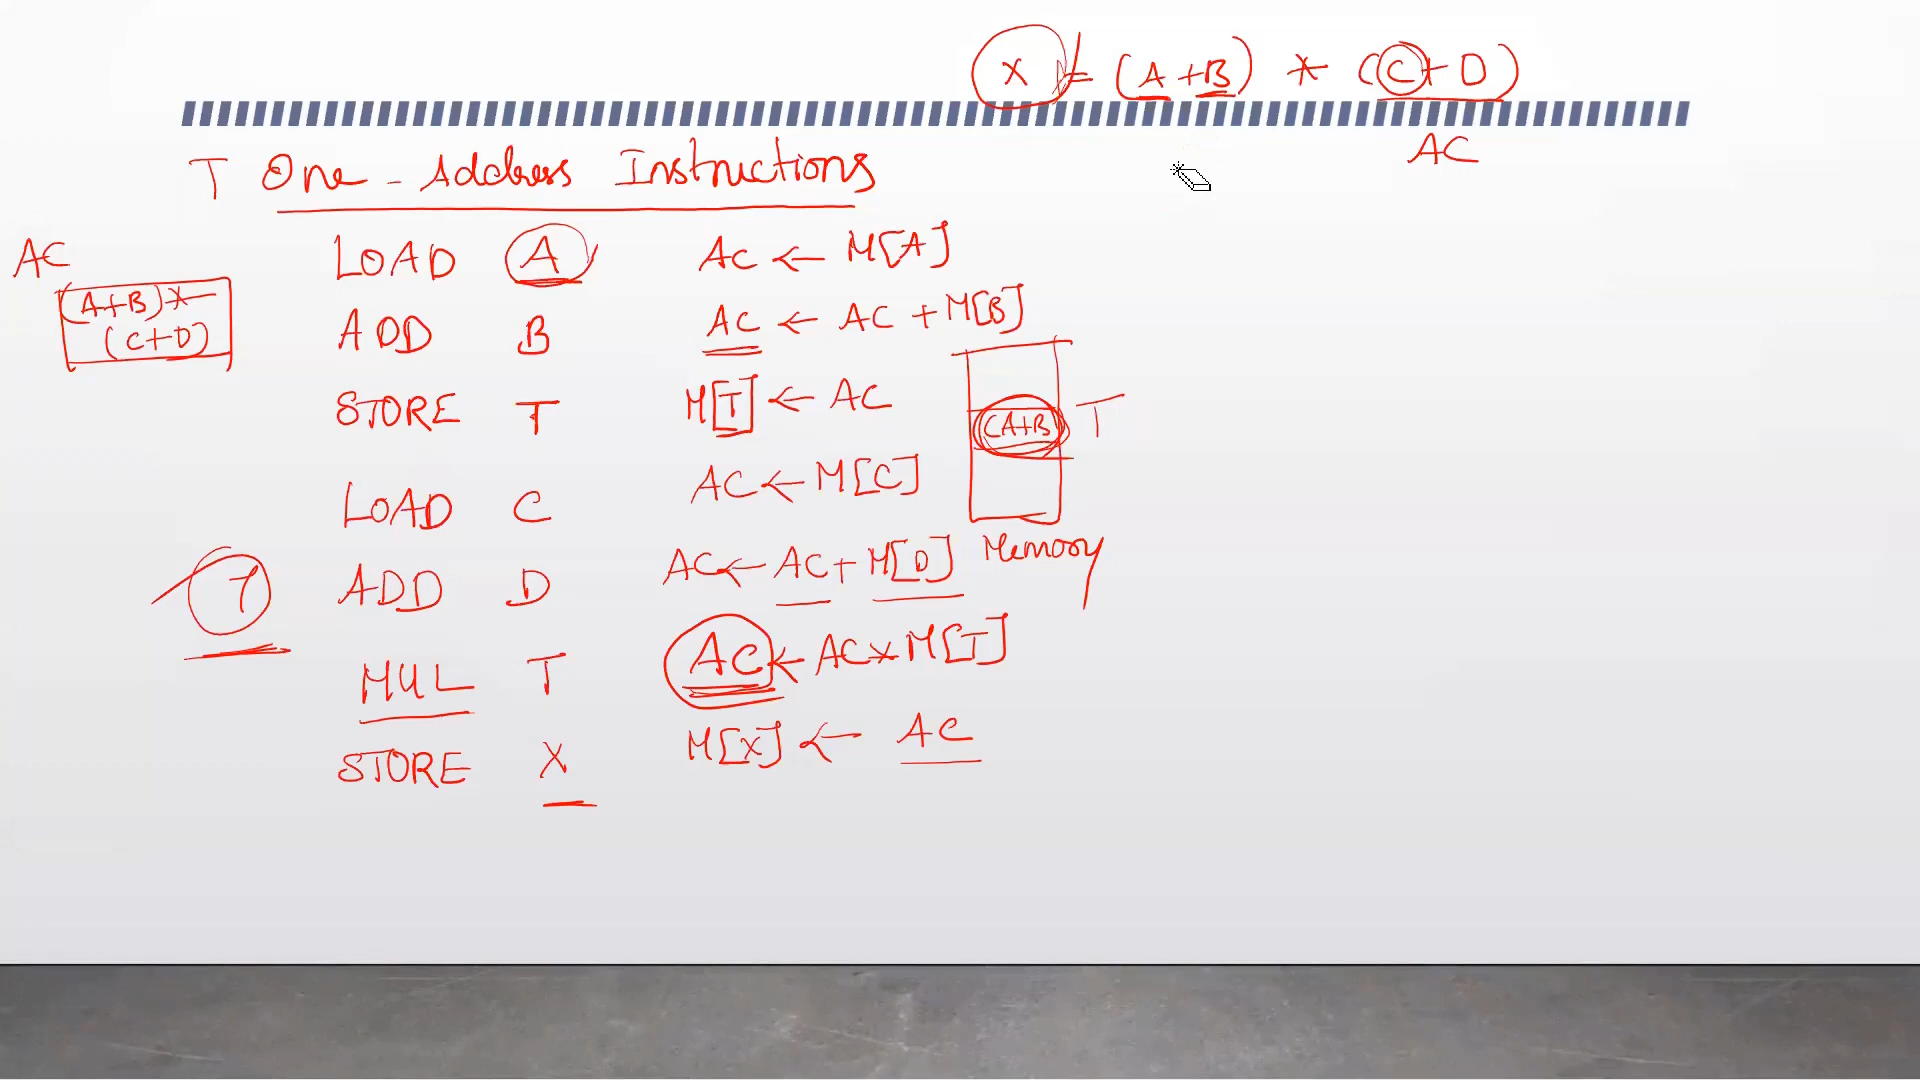 X = (A+B) * (C+D)
AC
T One-Address Instructions
AC
(A+B)*
(C+D)
LOAD A AC ← M[A]
ADD B AC ← AC + M[B]
STORE T M[T] ← AC
(A+B) T
LOAD C AC ← M[C]
Memory
ADD D AC ← AC + M[D]
7
MUL T AC ← AC * M[T]
STORE X M[X] ← AC